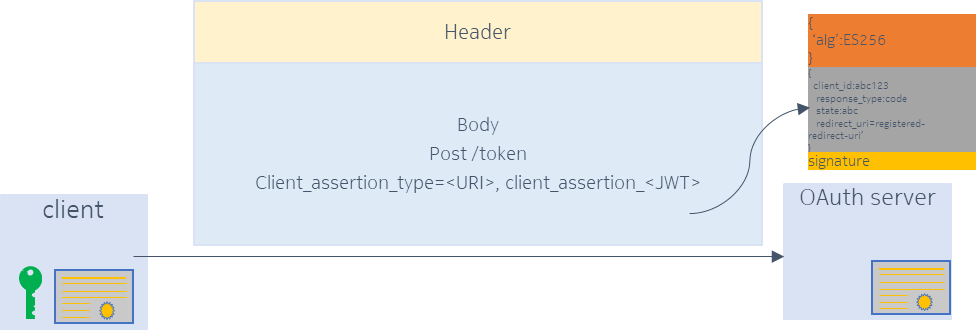 Header
Body
Post /token
Client_assertion_type=<URI>, client_assertion_<JWT>
{
'alg':ES256
}
{
client_id:abc123
response_type:code
state:abc
redirect_uri=registered-
redirect-uri'
}
signature
client
OAuth server